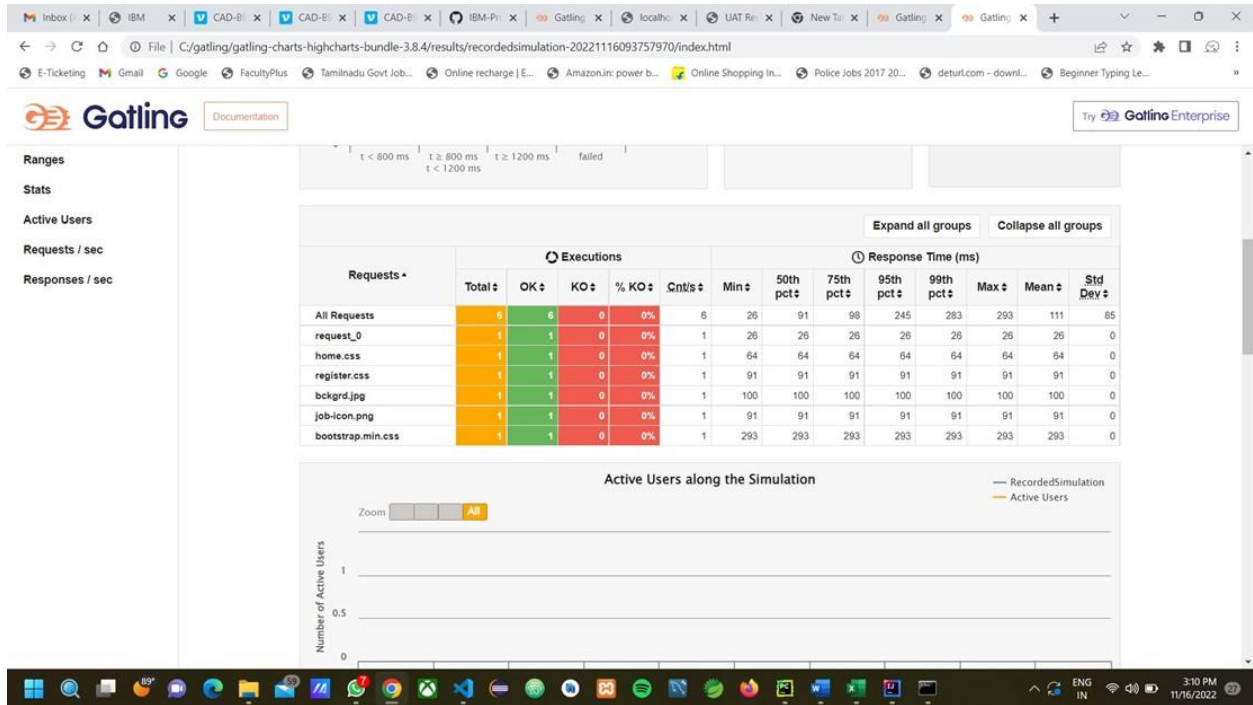 Inbox (
IBM
CAD-B
CAD-B
CAD-B
IBM-Pro
Gatling
localho
UAT Re
New Ta
Gatling
Gatling
File | C:/gatling/gatling-charts-highcharts-bundle-3.8.4/results/recordedsimulation-20221116093757970/index.html
E-Ticketing Gmail Google FacultyPlus Tamilnadu Govt Job... Online recharge | E... Amazon.in: power b... Online Shopping In... Police Jobs 2017 20... deturl.com - downl... Beginner Typing Le... »
Gatling Documentation Try Gatling Enterprise
Ranges
Stats
Active Users
Requests / sec
Responses / sec
t < 800 ms t ≥ 800 ms t ≥ 1200 ms failed
t < 1200 ms
Expand all groups Collapse all groups
Requests Executions Response Time (ms)
Total OK KO % KO Cnt/s Min 50th pct 75th pct 95th pct 99th pct Max Mean Std Dev
All Requests 6 6 0 0% 6 26 91 98 245 283 293 111 85
request_0 1 1 0 0% 1 26 26 26 26 26 26 26 0
home.css 1 1 0 0% 1 64 64 64 64 64 64 64 0
register.css 1 1 0 0% 1 91 91 91 91 91 91 91 0
bckgrd.jpg 1 1 0 0% 1 100 100 100 100 100 100 100 0
job-icon.png 1 1 0 0% 1 91 91 91 91 91 91 91 0
bootstrap.min.css 1 1 0 0% 1 293 293 293 293 293 293 293 0
Active Users along the Simulation
RecordedSimulation
Active Users
Zoom All
Number of Active Users
1
0.5
0
89°
59
7
ENG
IN
3:10 PM
11/16/2022
27